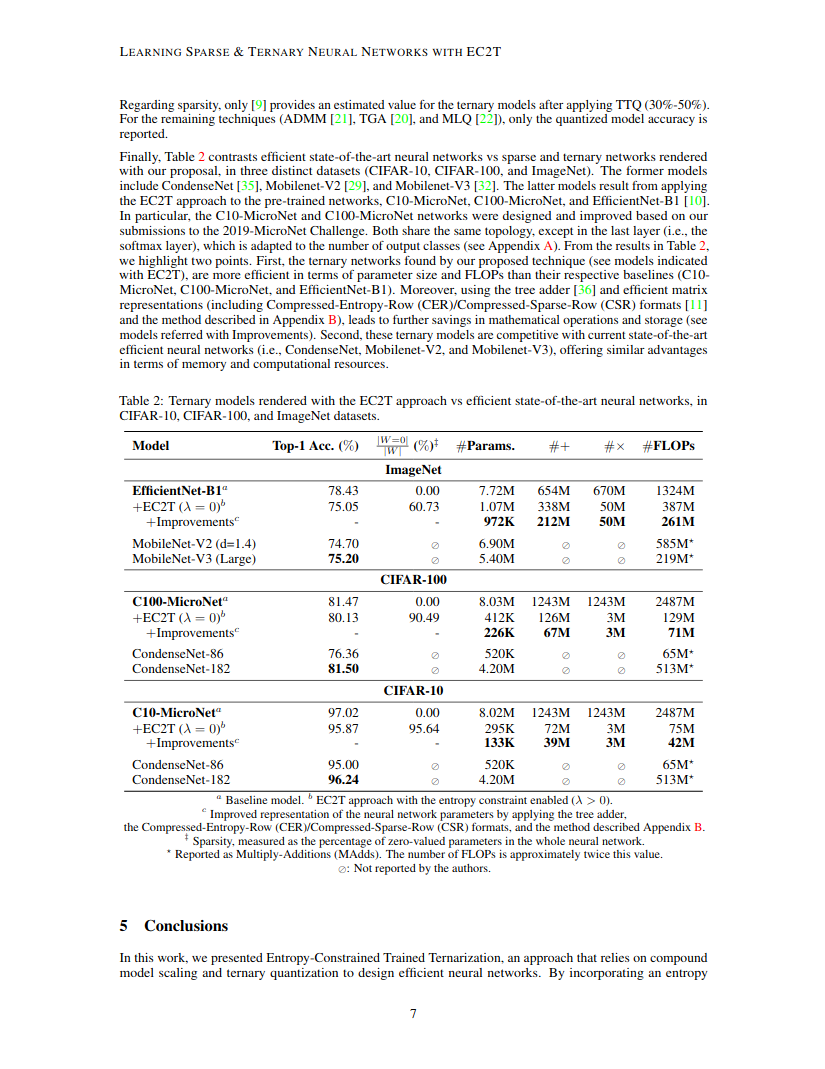 LEARNING SPARSE & TERNARY NEURAL NETWORKS WITH EC2T
Regarding sparsity, only [9] provides an estimated value for the ternary models after applying TTQ (30%-50%).
For the remaining techniques (ADMM [21], TGA [20], and MLQ [22]), only the quantized model accuracy is
reported.
Finally, Table 2 contrasts efficient state-of-the-art neural networks vs sparse and ternary networks rendered
with our proposal, in three distinct datasets (CIFAR-10, CIFAR-100, and ImageNet). The former models
include CondenseNet [35], Mobilenet-V2 [29], and Mobilenet-V3 [32]. The latter models result from applying
the EC2T approach to the pre-trained networks, C10-MicroNet, C100-MicroNet, and EfficientNet-B1 [10].
In particular, the C10-MicroNet and C100-MicroNet networks were designed and improved based on our
submissions to the 2019-MicroNet Challenge. Both share the same topology, except in the last layer (i.e., the
softmax layer), which is adapted to the number of output classes (see Appendix A). From the results in Table 2,
we highlight two points. First, the ternary networks found by our proposed technique (see models indicated
with EC2T), are more efficient in terms of parameter size and FLOPs than their respective baselines (C10-
MicroNet, C100-MicroNet, and EfficientNet-B1). Moreover, using the tree adder [36] and efficient matrix
representations (including Compressed-Entropy-Row (CER)/Compressed-Sparse-Row (CSR) formats [11]
and the method described in Appendix B), leads to further savings in mathematical operations and storage (see
models referred with Improvements). Second, these ternary models are competitive with current state-of-the-art
efficient neural networks (i.e., CondenseNet, Mobilenet-V2, and Mobilenet-V3), offering similar advantages
in terms of memory and computational resources.
Table 2: Ternary models rendered with the EC2T approach vs efficient state-of-the-art neural networks, in
CIFAR-10, CIFAR-100, and ImageNet datasets.
Model Top-1 Acc. (%) |W=0|/|W| (%)‡ #Params. #+ #× #FLOPs
ImageNet
EfficientNet-B1ᵃ 78.43 0.00 7.72M 654M 670M 1324M
+EC2T (λ = 0)ᵇ 75.05 60.73 1.07M 338M 50M 387M
+Improvementsᶜ - - 972K 212M 50M 261M
MobileNet-V2 (d=1.4) 74.70 ⊘ 6.90M ⊘ ⊘ 585M⋆
MobileNet-V3 (Large) 75.20 ⊘ 5.40M ⊘ ⊘ 219M⋆
CIFAR-100
C100-MicroNetᵃ 81.47 0.00 8.03M 1243M 1243M 2487M
+EC2T (λ = 0)ᵇ 80.13 90.49 412K 126M 3M 129M
+Improvementsᶜ - - 226K 67M 3M 71M
CondenseNet-86 76.36 ⊘ 520K ⊘ ⊘ 65M⋆
CondenseNet-182 81.50 ⊘ 4.20M ⊘ ⊘ 513M⋆
CIFAR-10
C10-MicroNetᵃ 97.02 0.00 8.02M 1243M 1243M 2487M
+EC2T (λ = 0)ᵇ 95.87 95.64 295K 72M 3M 75M
+Improvementsᶜ - - 133K 39M 3M 42M
CondenseNet-86 95.00 ⊘ 520K ⊘ ⊘ 65M⋆
CondenseNet-182 96.24 ⊘ 4.20M ⊘ ⊘ 513M⋆
ᵃ Baseline model. ᵇ EC2T approach with the entropy constraint enabled (λ > 0).
ᶜ Improved representation of the neural network parameters by applying the tree adder,
the Compressed-Entropy-Row (CER)/Compressed-Sparse-Row (CSR) formats, and the method described Appendix B.
‡ Sparsity, measured as the percentage of zero-valued parameters in the whole neural network.
⋆ Reported as Multiply-Additions (MAdds). The number of FLOPs is approximately twice this value.
⊘: Not reported by the authors.
5 Conclusions
In this work, we presented Entropy-Constrained Trained Ternarization, an approach that relies on compound
model scaling and ternary quantization to design efficient neural networks. By incorporating an entropy
7